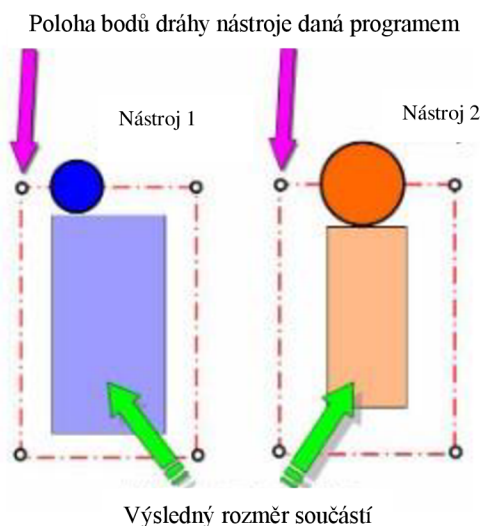 Poloha bodů dráhy nástroje daná programem
Nástroj 1
Nástroj 2
Výsledný rozměr součástí